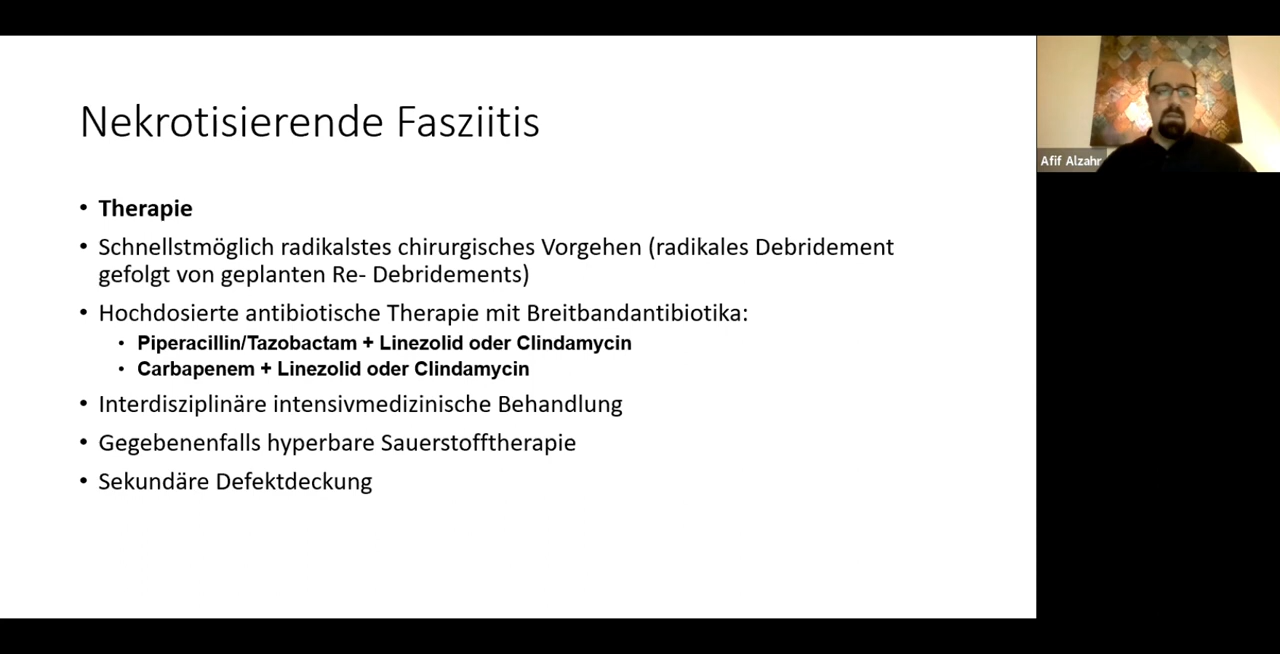 Nekrotisierende Fasziitis
• Therapie
• Schnellstmöglich radikalstes chirurgisches Vorgehen (radikales Debridement
gefolgt von geplanten Re- Debridements)
• Hochdosierte antibiotische Therapie mit Breitbandantibiotika:
• Piperacillin/Tazobactam + Linezolid oder Clindamycin
• Carbapenem + Linezolid oder Clindamycin
• Interdisziplinäre intensivmedizinische Behandlung
• Gegebenenfalls hyperbare Sauerstofftherapie
• Sekundäre Defektdeckung
Afif Alzahr